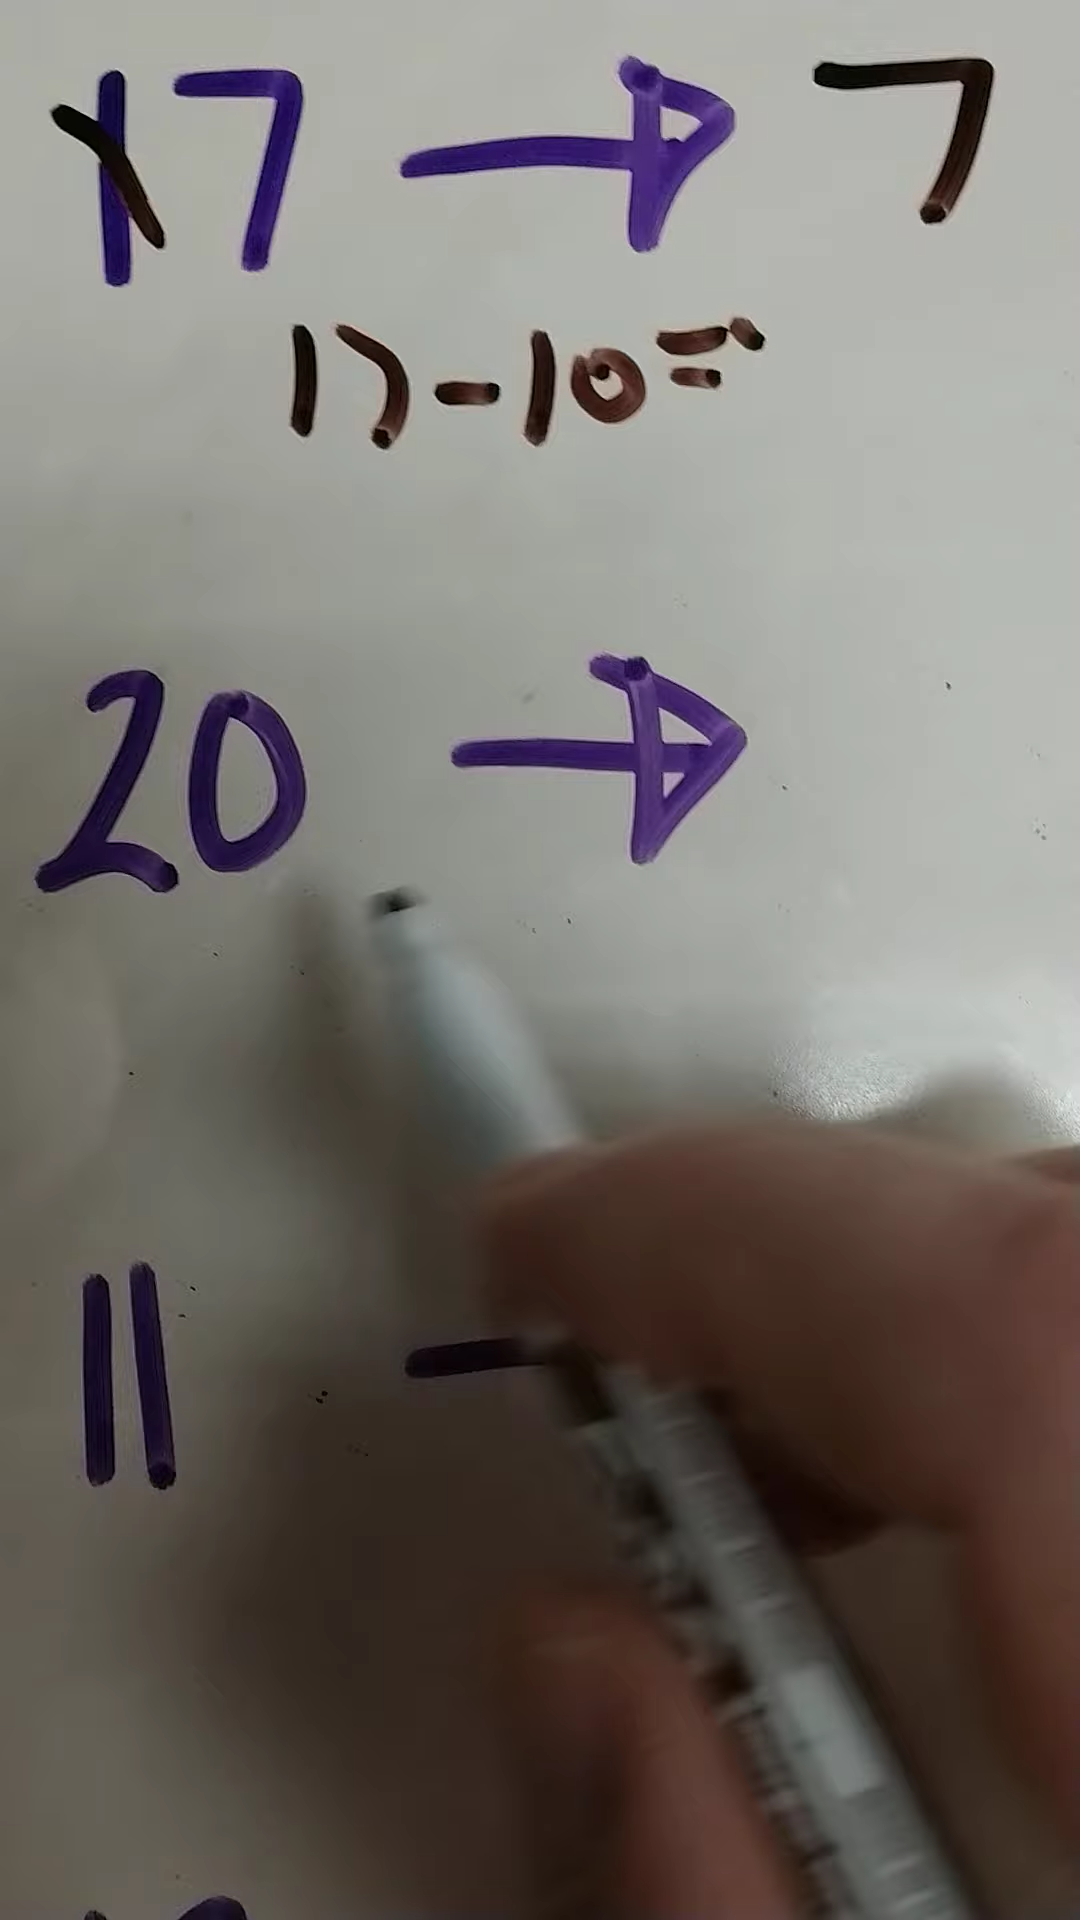 17 → 7
17-10=
20 →
11